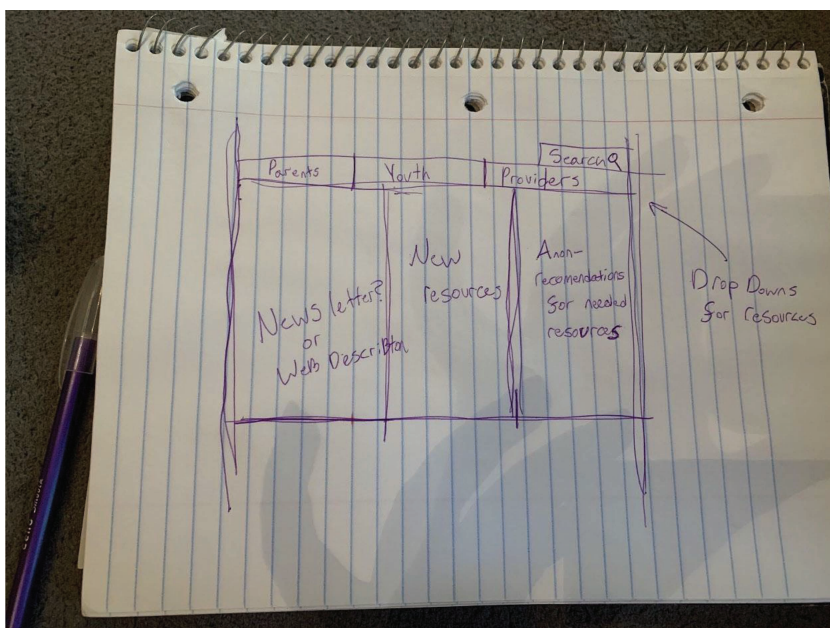 Search
Parents
Youth
Providers
News letter?
or
Web Describtion
New
resources
Anon-
recomendations
for needed
resources
Drop Downs
for resources